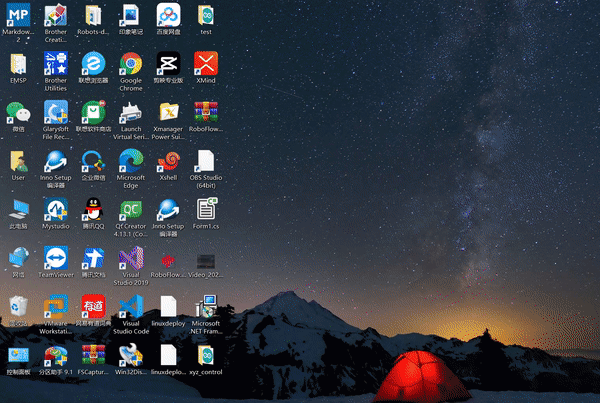 Markdown...
2
Brother
Creati...
Robots-d...
印象笔记
百度网盘
test
EMSP
Brother
Utilities
联想浏览器
Google
Chrome
剪映专业版
XMind
微信
Glarysoft
File Rec...
联想软件商店
Launch
Virtual Seri...
Xmanager
Power Sui...
RoboFlow...
User
Inno Setup
编译器
企业微信
Microsoft
Edge
Xshell
OBS Studio
(64bit)
此电脑
Mystudio
腾讯QQ
Qt Creator
4.13.1 (Co...
Inno Setup
编译器
Form1.cs
网络
TeamViewer
腾讯文档
Visual
Studio 2019
RoboFlow...
Video_202...
回收站
VMware
Workstati...
网易有道词典
Visual
Studio Code
linuxdeploy
Microsoft
.NET Fram...
控制面板
分区助手 9.1
FSCaptur...
Win32Dis...
linuxdeplo...
xyz_control